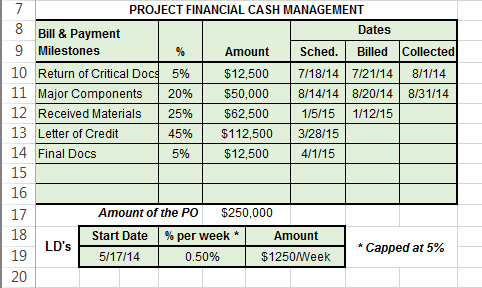 7 PROJECT FINANCIAL CASH MANAGEMENT
8 Bill & Payment Dates
9 Milestones % Amount Sched. Billed Collected
10 Return of Critical Docs 5% $12,500 7/18/14 7/21/14 8/1/14
11 Major Components 20% $50,000 8/14/14 8/20/14 8/31/14
12 Received Materials 25% $62,500 1/5/15 1/12/15
13 Letter of Credit 45% $112,500 3/28/15
14 Final Docs 5% $12,500 4/1/15
15
16
17 Amount of the PO $250,000
18 LD's Start Date % per week * Amount * Capped at 5%
19 5/17/14 0.50% $1250/Week
20